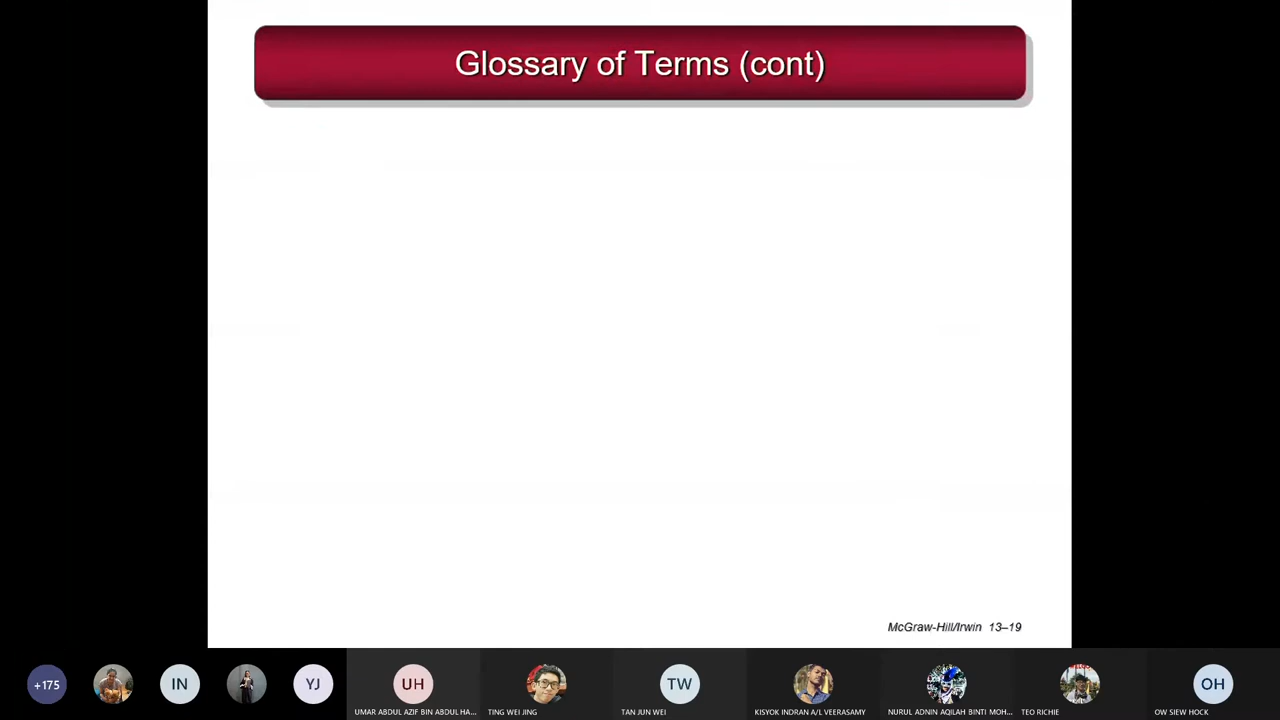 Glossary of Terms (cont)
McGraw-Hill/Irwin 13–19
+175
IN
YJ
UH
TW
OH
UMAR ABDUL AZIF BIN ABDUL HA...
TING WEI JING
TAN JUN WEI
KISYOK INDRAN A/L VEERASAMY
NURUL ADNIN AQILAH BINTI MOH...
TEO RICHIE
OW SIEW HOCK